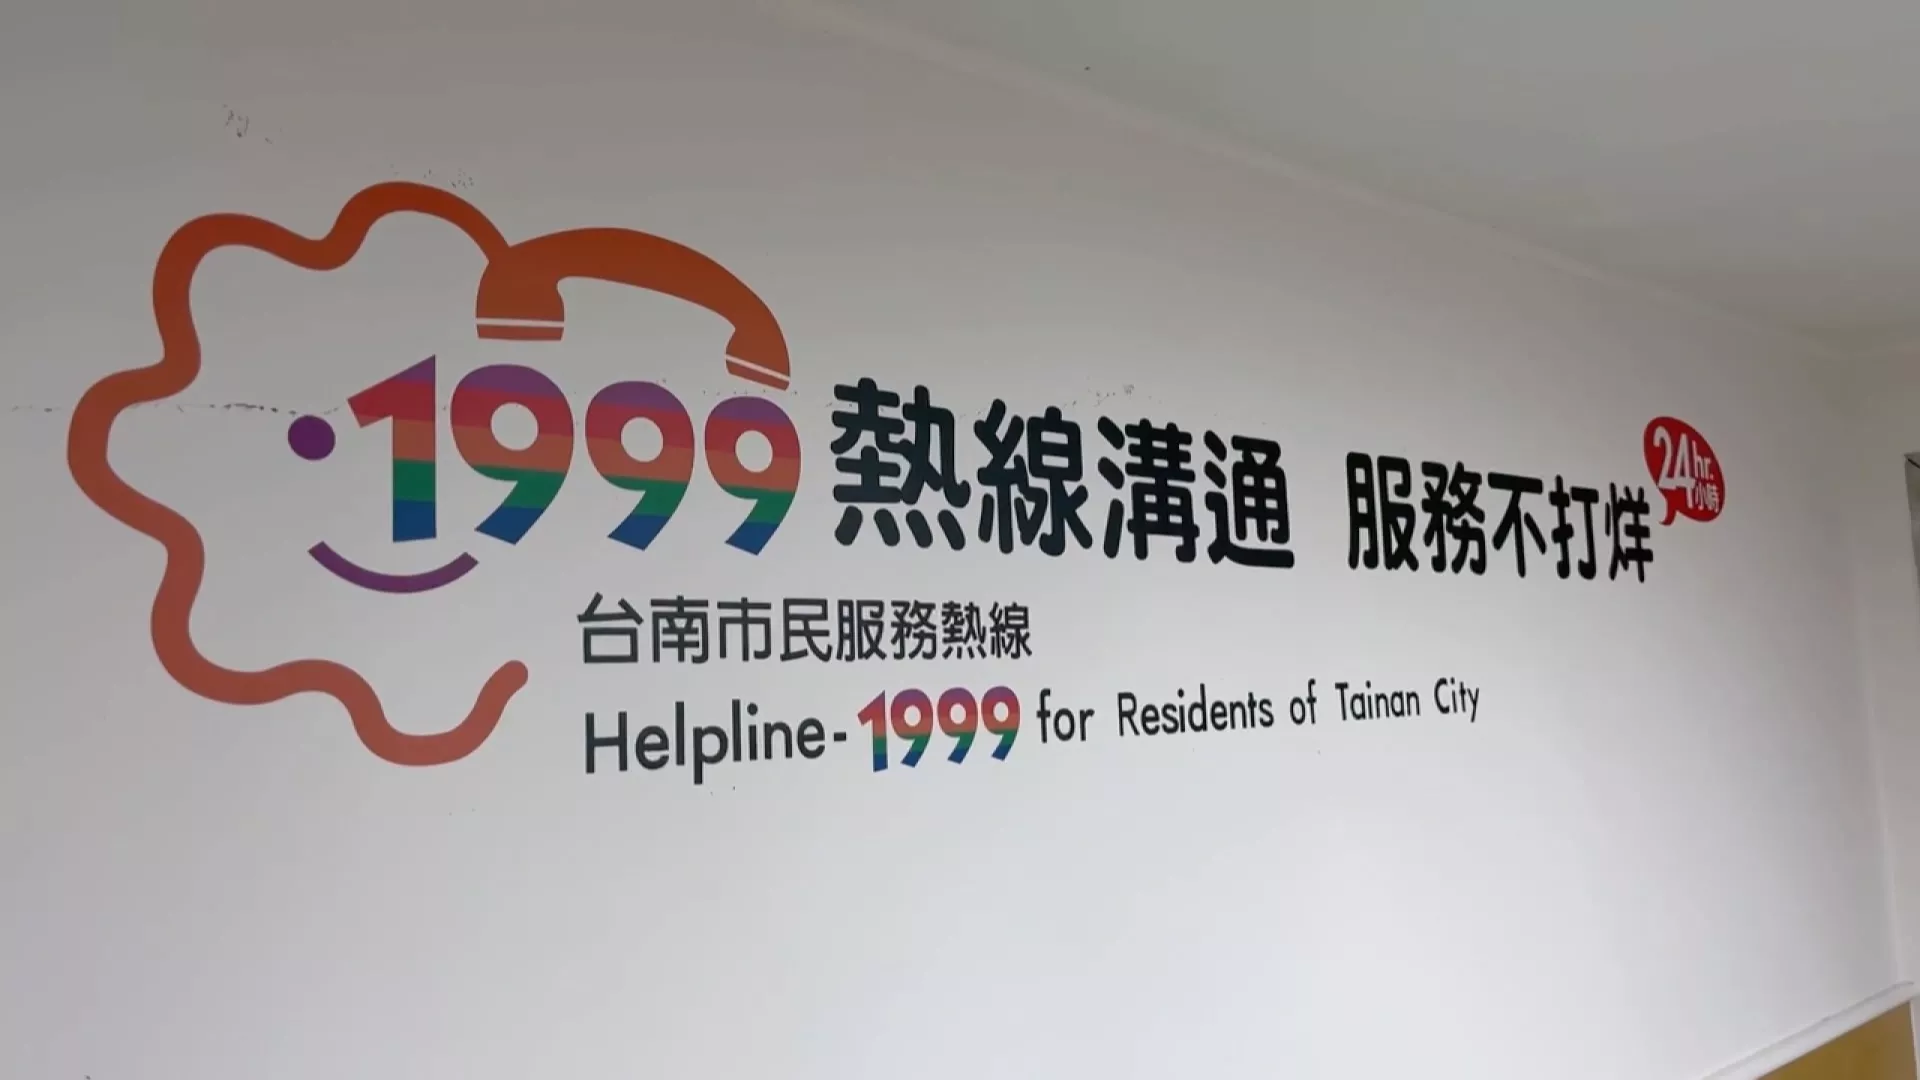 1999 熱線溝通 服務不打烊 24hr.小時
台南市民服務熱線
Helpline-1999 for Residents of Tainan City